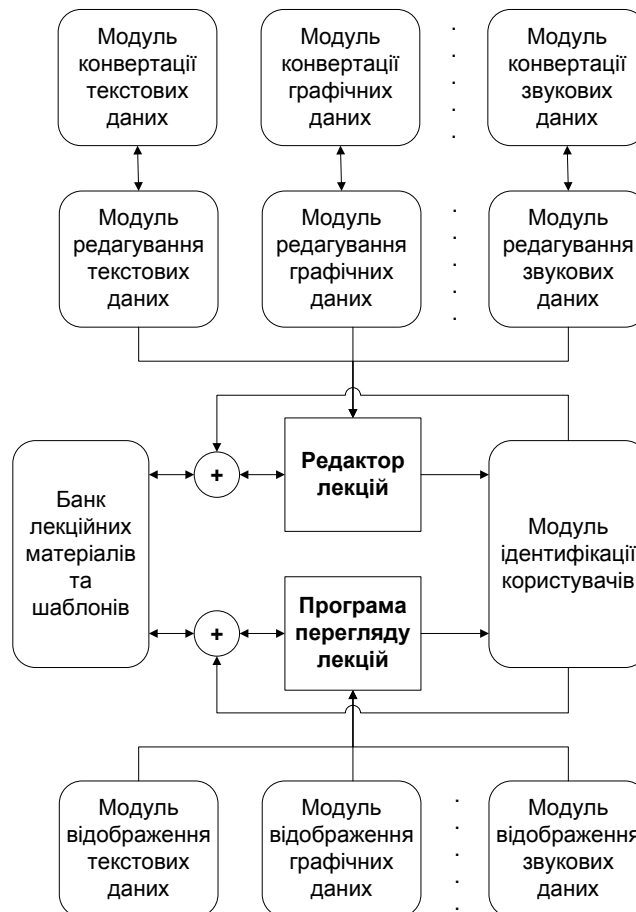 Модуль
конвертації
текстових
даних
Модуль
конвертації
графічних
даних
Модуль
конвертації
звукових
даних
Модуль
редагування
текстових
даних
Модуль
редагування
графічних
даних
Модуль
редагування
звукових
даних
Банк
лекційних
матеріалів
та
шаблонів
+
Редактор
лекцій
+
Програма
перегляду
лекцій
Модуль
ідентифікації
користувачів
Модуль
відображення
текстових
даних
Модуль
відображення
графічних
даних
Модуль
відображення
звукових
даних